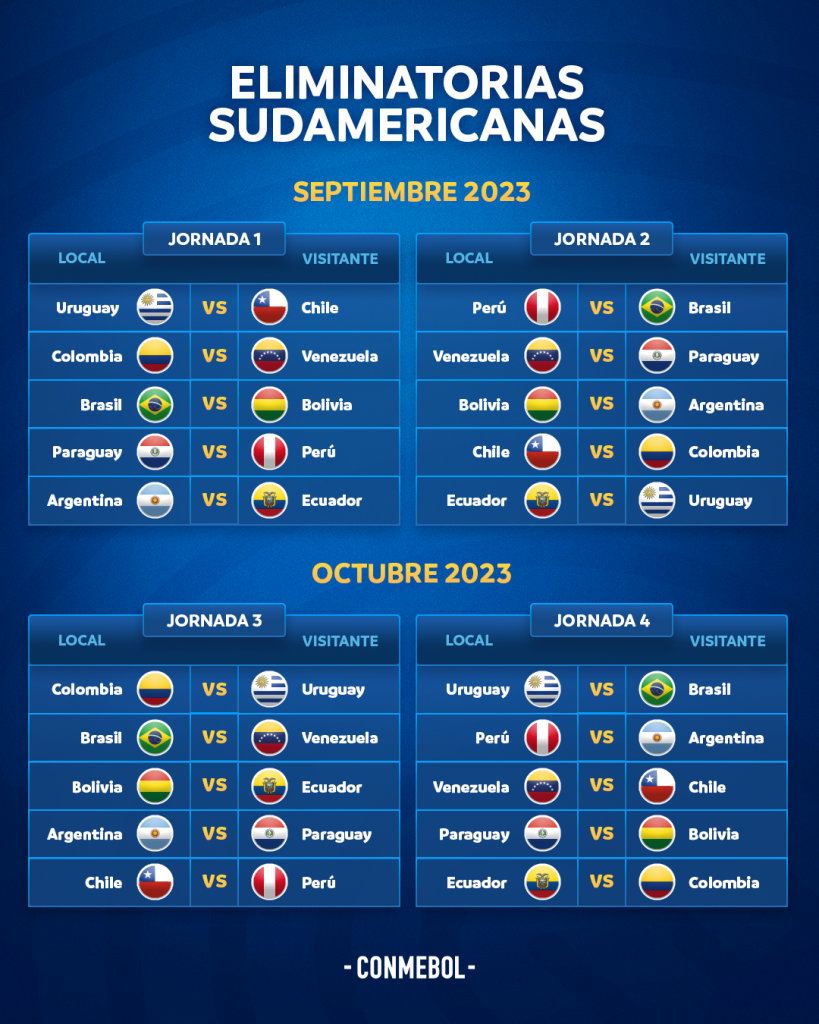 ELIMINATORIAS
SUDAMERICANAS
SEPTIEMBRE 2023
JORNADA 1
LOCAL VISITANTE
Uruguay VS Chile
Colombia VS Venezuela
Brasil VS Bolivia
Paraguay VS Perú
Argentina VS Ecuador
JORNADA 2
LOCAL VISITANTE
Perú VS Brasil
Venezuela VS Paraguay
Bolivia VS Argentina
Chile VS Colombia
Ecuador VS Uruguay
OCTUBRE 2023
JORNADA 3
LOCAL VISITANTE
Colombia VS Uruguay
Brasil VS Venezuela
Bolivia VS Ecuador
Argentina VS Paraguay
Chile VS Perú
JORNADA 4
LOCAL VISITANTE
Uruguay VS Brasil
Perú VS Argentina
Venezuela VS Chile
Paraguay VS Bolivia
Ecuador VS Colombia
-CONMEBOL-